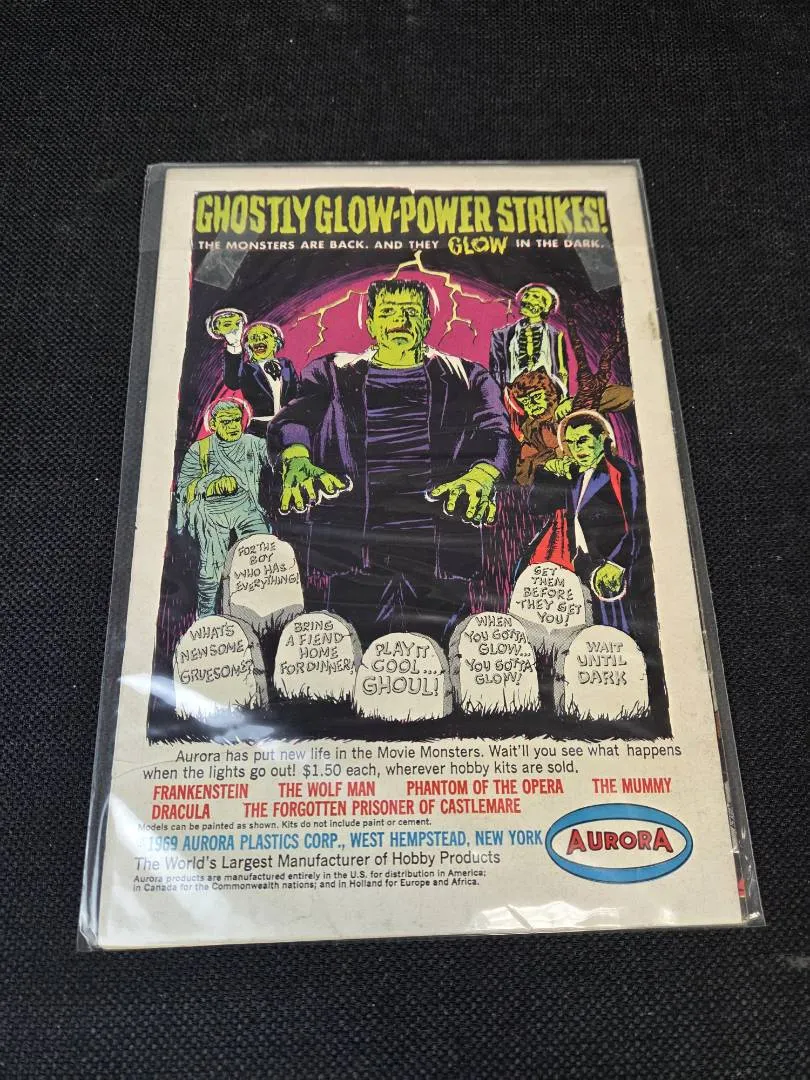 GHOSTLY GLOW-POWER STRIKES!
THE MONSTERS ARE BACK. AND THEY GLOW IN THE DARK.
FOR THE
BOY
WHO HAS
EVERYTHING!
GET
THEM
BEFORE
THEY GET
YOU!
WHAT'S
NEW SOME
GRUESOME?
BRING
A FIEND
HOME
FOR DINNER!
PLAY IT
COOL...
GHOUL!
WHEN
YOU GOTTA
GLOW...
YOU GOTTA
GLOW!
WAIT
UNTIL
DARK
Aurora has put new life in the Movie Monsters. Wait'll you see what happens
when the lights go out! $1.50 each, wherever hobby kits are sold.
FRANKENSTEIN THE WOLF MAN PHANTOM OF THE OPERA THE MUMMY
DRACULA THE FORGOTTEN PRISONER OF CASTLEMARE
Models can be painted as shown. Kits do not include paint or cement.
©1969 AURORA PLASTICS CORP., WEST HEMPSTEAD, NEW YORK
The World's Largest Manufacturer of Hobby Products
Aurora products are manufactured entirely in the U.S. for distribution in America;
in Canada for the Commonwealth nations; and in Holland for Europe and Africa.
AURORA